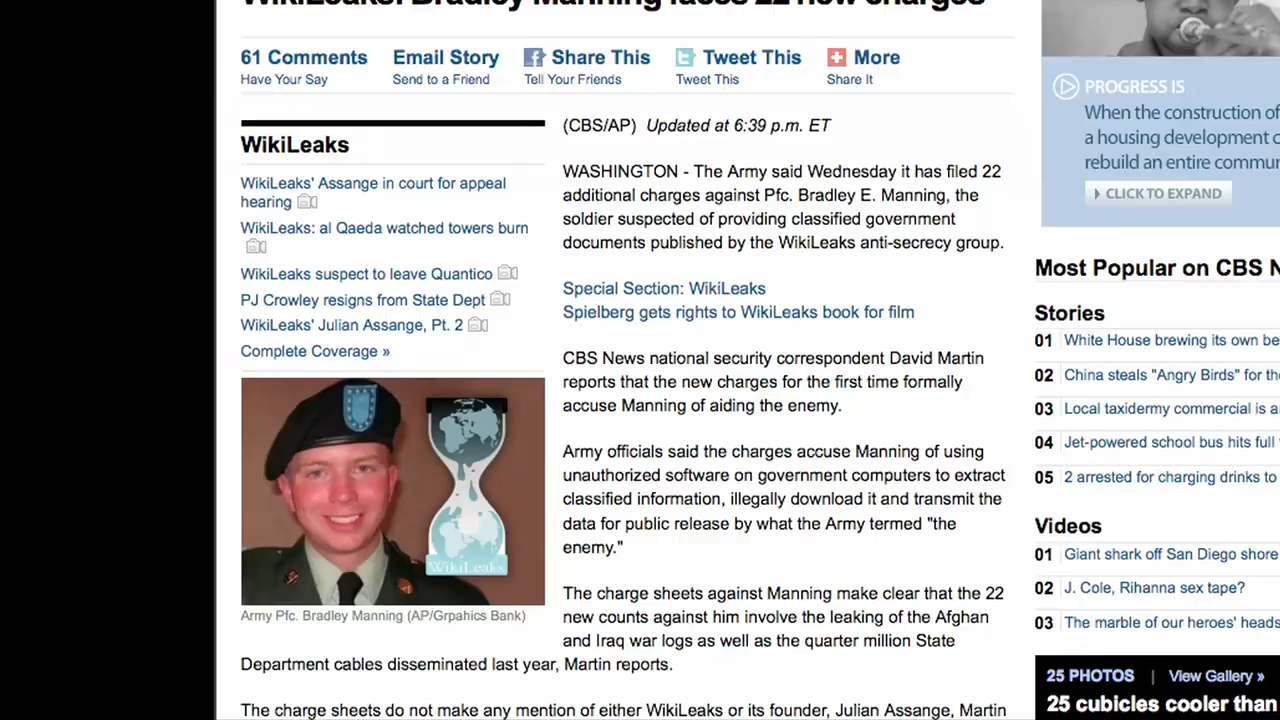 WikiLeaks: Bradley Manning faces 22 new charges
61 Comments
Have Your Say
Email Story
Send to a Friend
Share This
Tell Your Friends
Tweet This
Tweet This
More
Share It
WikiLeaks
WikiLeaks' Assange in court for appeal
hearing
WikiLeaks: al Qaeda watched towers burn
WikiLeaks suspect to leave Quantico
PJ Crowley resigns from State Dept
WikiLeaks' Julian Assange, Pt. 2
Complete Coverage »
WikiLeaks
Army Pfc. Bradley Manning (AP/Grpahics Bank)
(CBS/AP) Updated at 6:39 p.m. ET
WASHINGTON - The Army said Wednesday it has filed 22
additional charges against Pfc. Bradley E. Manning, the
soldier suspected of providing classified government
documents published by the WikiLeaks anti-secrecy group.
Special Section: WikiLeaks
Spielberg gets rights to WikiLeaks book for film
CBS News national security correspondent David Martin
reports that the new charges for the first time formally
accuse Manning of aiding the enemy.
Army officials said the charges accuse Manning of using
unauthorized software on government computers to extract
classified information, illegally download it and transmit the
data for public release by what the Army termed "the
enemy."
The charge sheets against Manning make clear that the 22
new counts against him involve the leaking of the Afghan
and Iraq war logs as well as the quarter million State
Department cables disseminated last year, Martin reports.
The charge sheets do not make any mention of either WikiLeaks or its founder, Julian Assange, Martin
PROGRESS IS
When the construction of
a housing development c
rebuild an entire commun
CLICK TO EXPAND
Most Popular on CBS N
Stories
01 White House brewing its own be
02 China steals "Angry Birds" for the
03 Local taxidermy commercial is a
04 Jet-powered school bus hits full
05 2 arrested for charging drinks to
Videos
01 Giant shark off San Diego shore
02 J. Cole, Rihanna sex tape?
03 The marble of our heroes' heads
25 PHOTOS | View Gallery »
25 cubicles cooler than